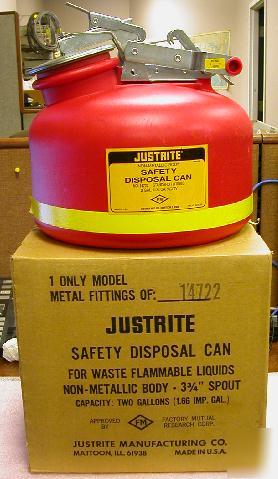 JUSTRITE
SAFETY
DISPOSAL CAN
FM
1 ONLY MODEL
METAL FITTINGS OF: 14722
JUSTRITE
SAFETY DISPOSAL CAN
FOR WASTE FLAMMABLE LIQUIDS
NON-METALLIC BODY - 3¾" SPOUT
CAPACITY: TWO GALLONS (1.66 IMP. GAL.)
APPROVED BY FM FACTORY MUTUAL RESEARCH CORP.
JUSTRITE MANUFACTURING CO.
MATTOON, ILL. 61938 MADE IN U.S.A.